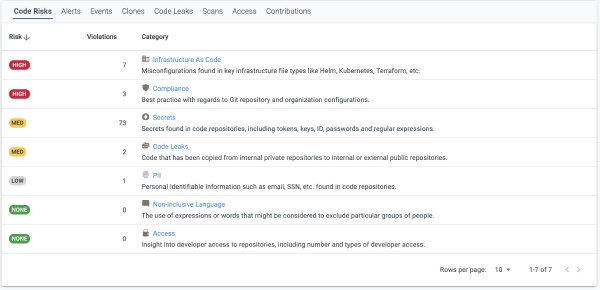 Code Risks Alerts Events Clones Code Leaks Scans Access Contributions
Risk Violations Category
HIGH 7 Infrastructure As Code
Misconfigurations found in key infrastructure file types like Helm, Kubernetes, Terraform, etc.
HIGH 3 Compliance
Best practice with regards to Git repository and organization configurations.
MED 73 Secrets
Secrets found in code repositories, including tokens, keys, ID, passwords and regular expressions.
MED 2 Code Leaks
Code that has been copied from internal private repositories to internal or external public repositories.
LOW 1 PII
Personal Identifiable Information such as email, SSN, etc. found in code repositories.
NONE 0 Non-inclusive Language
The use of expressions or words that might be considered to exclude particular groups of people.
NONE 0 Access
Insight into developer access to repositories, including number and types of developer access.
Rows per page: 10 1-7 of 7